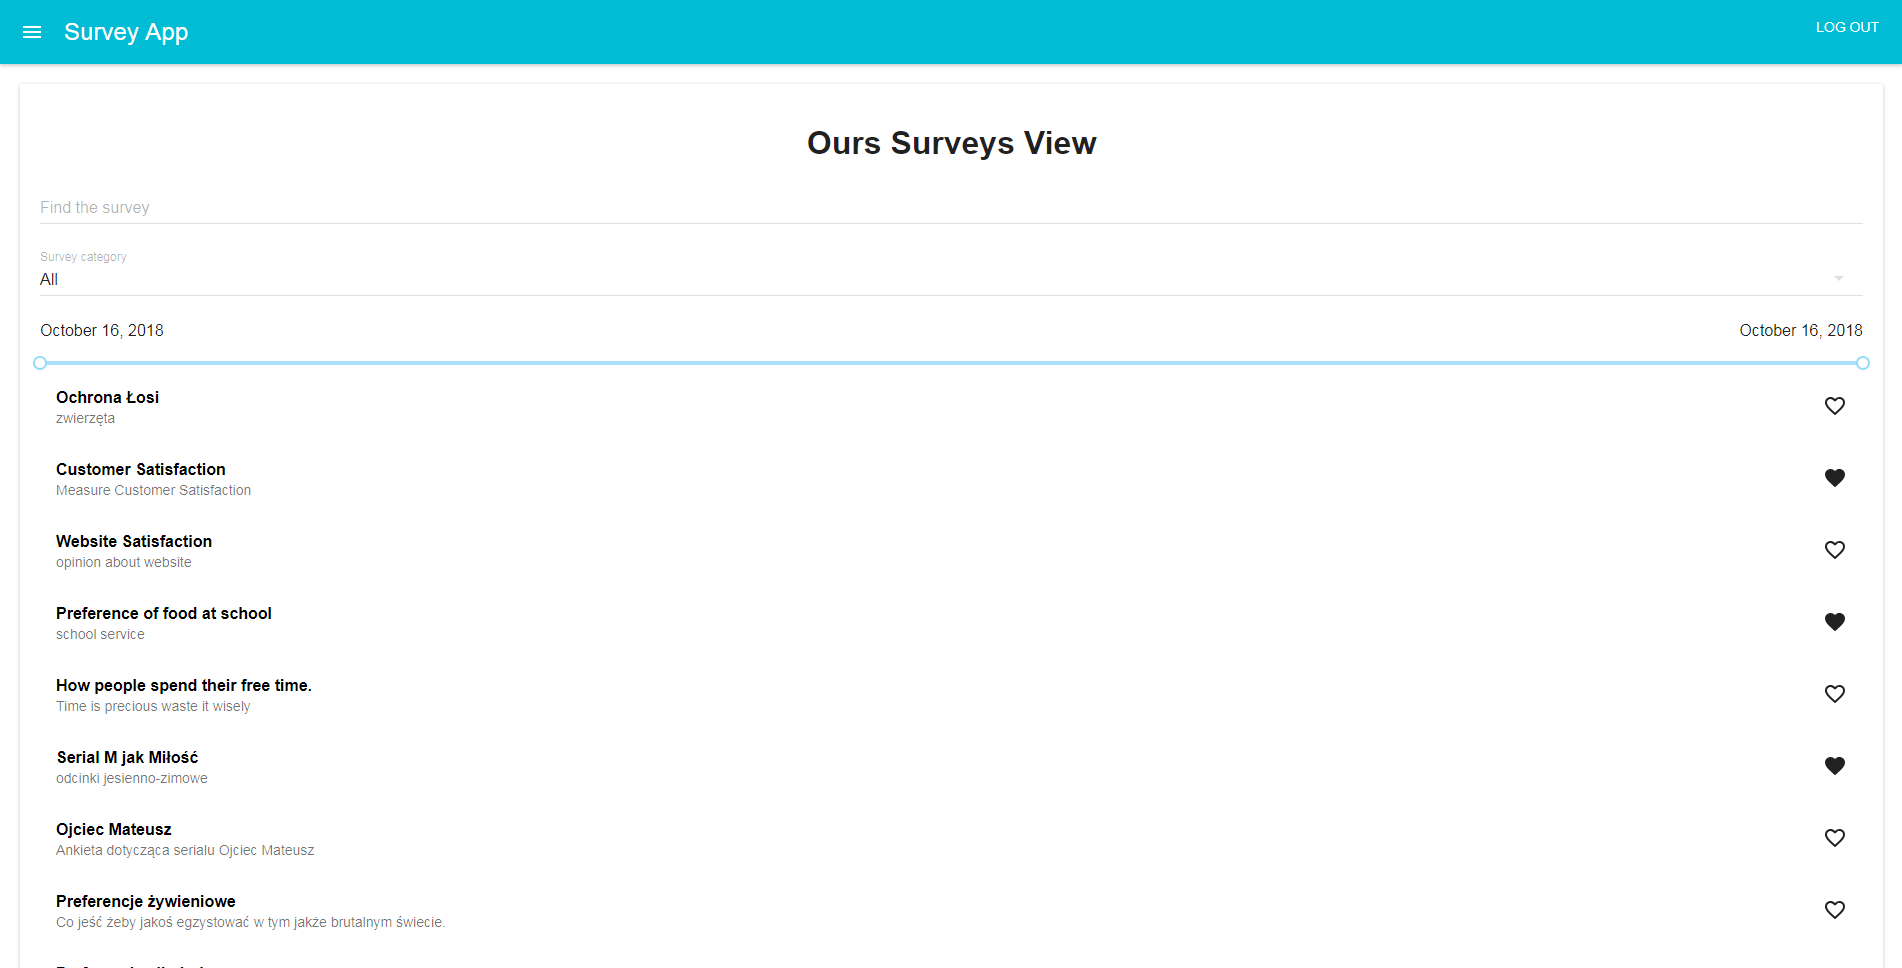 Survey App
LOG OUT
Ours Surveys View
Find the survey
Survey category
All
October 16, 2018
October 16, 2018
Ochrona Łosi
zwierzęta
Customer Satisfaction
Measure Customer Satisfaction
Website Satisfaction
opinion about website
Preference of food at school
school service
How people spend their free time.
Time is precious waste it wisely
Serial M jak Miłość
odcinki jesienno-zimowe
Ojciec Mateusz
Ankieta dotycząca serialu Ojciec Mateusz
Preferencje żywieniowe
Co jeść żeby jakoś egzystować w tym jakże brutalnym świecie.